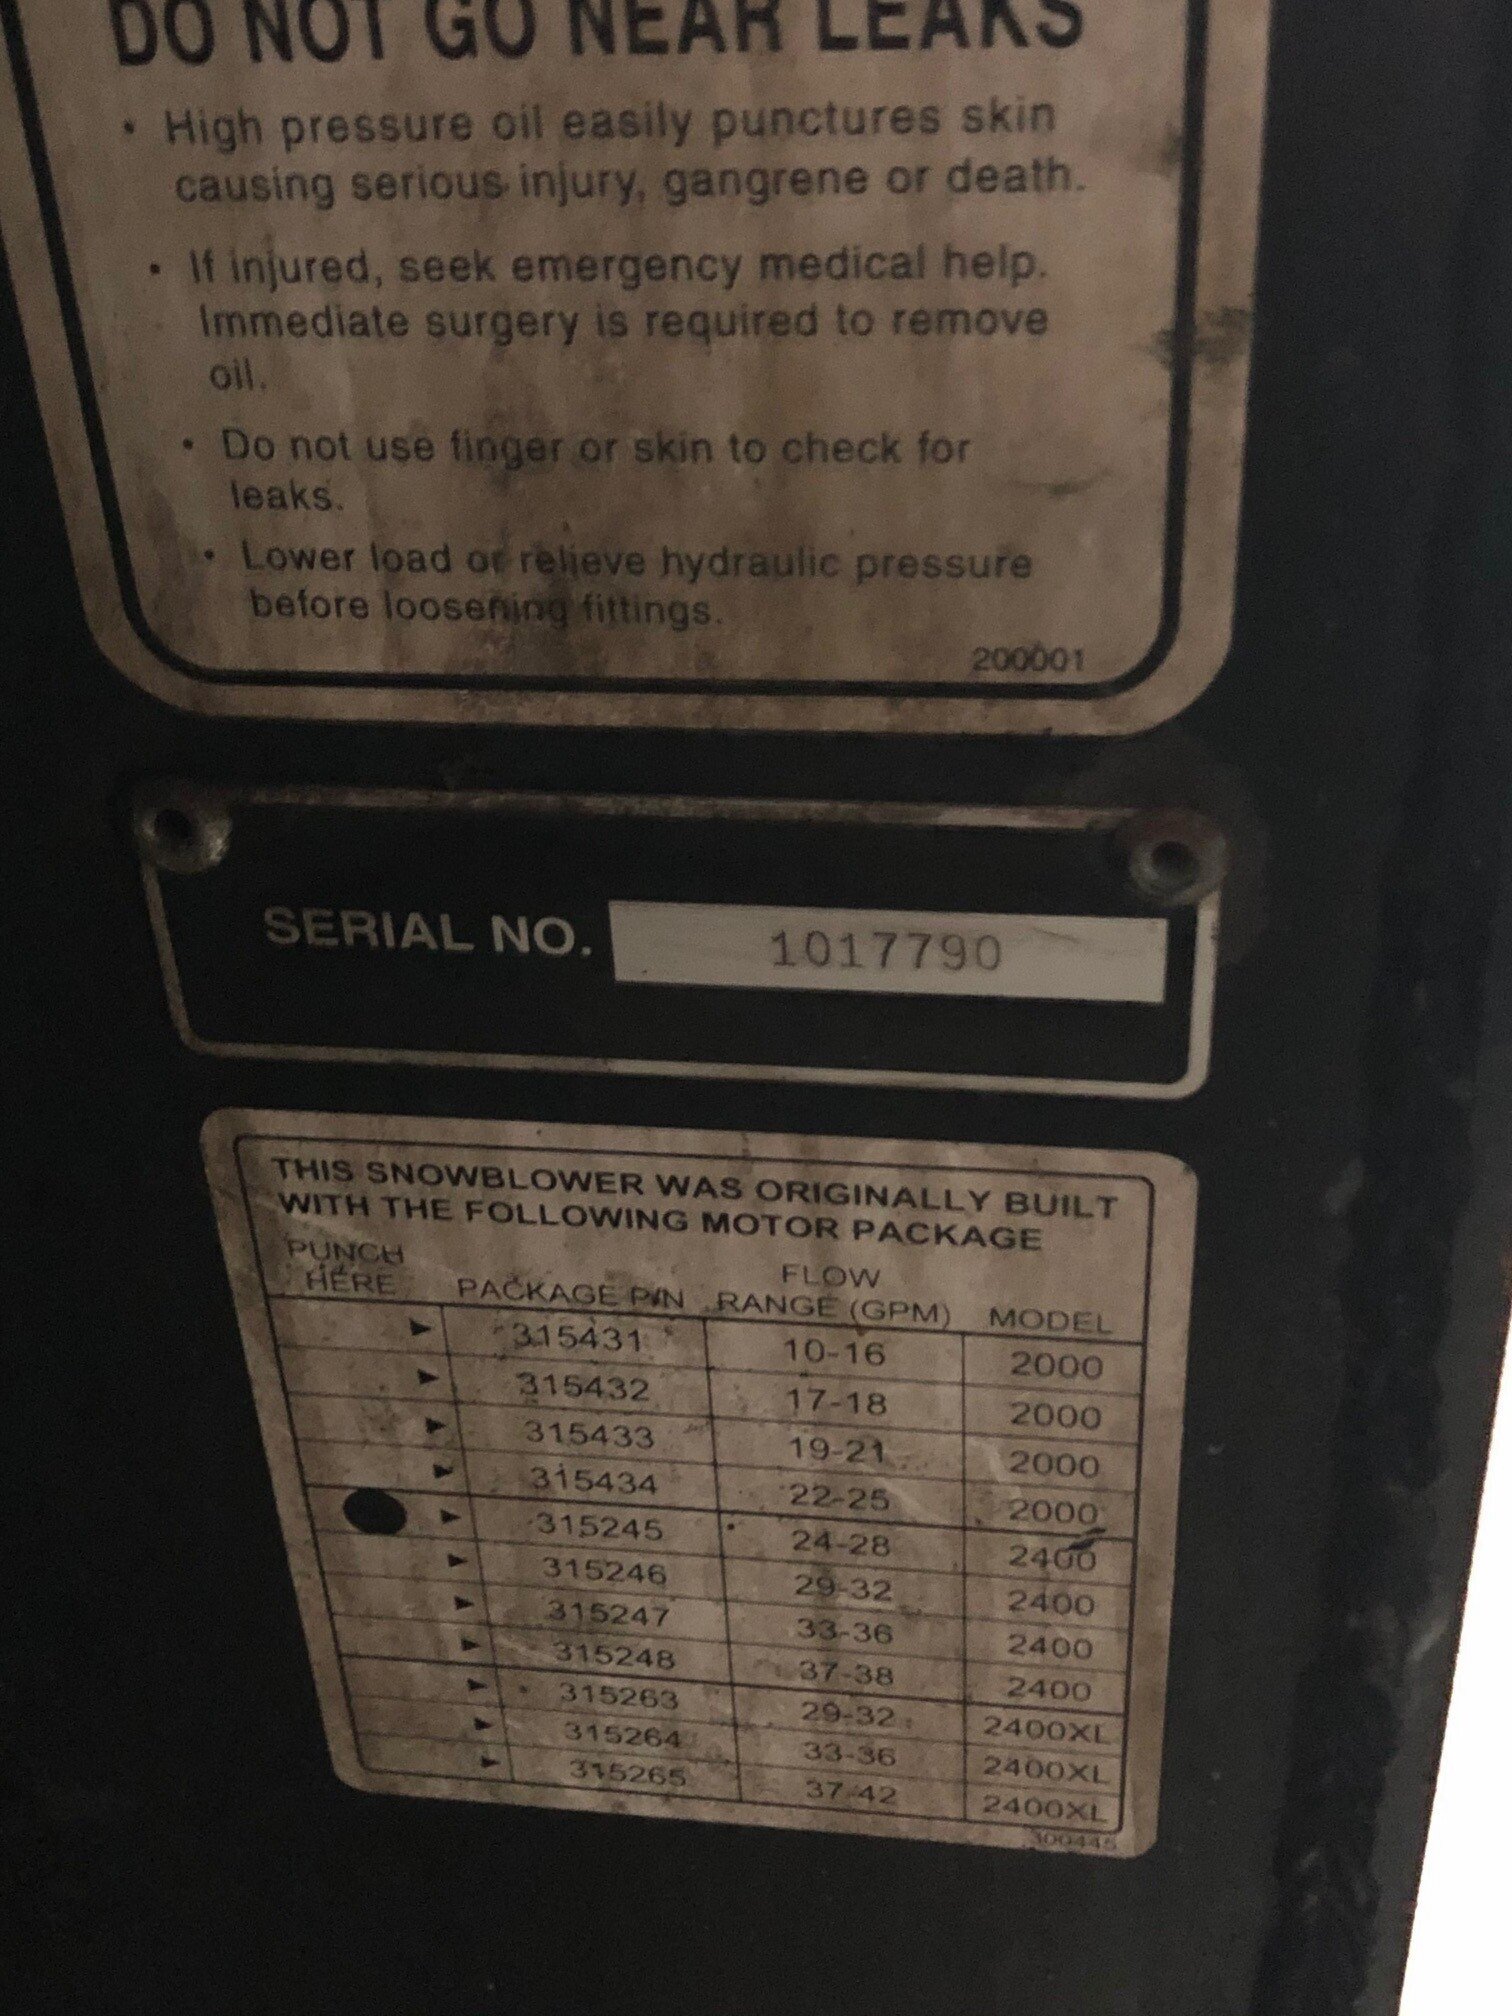 DO NOT GO NEAR LEAKS
• High pressure oil easily punctures skin
causing serious injury, gangrene or death.
• If injured, seek emergency medical help.
Immediate surgery is required to remove
oil.
• Do not use finger or skin to check for
leaks.
• Lower load or relieve hydraulic pressure
before loosening fittings.
200001
SERIAL NO. 1017790
THIS SNOWBLOWER WAS ORIGINALLY BUILT
WITH THE FOLLOWING MOTOR PACKAGE
PUNCH HERE PACKAGE P/N FLOW RANGE (GPM) MODEL
► 315431 10-16 2000
► 315432 17-18 2000
► 315433 19-21 2000
► 315434 22-25 2000
► 315245 24-28 2400
► 315246 29-32 2400
► 315247 33-36 2400
► 315248 37-38 2400
► 315263 29-32 2400XL
► 315264 33-36 2400XL
► 315265 37-42 2400XL
300445